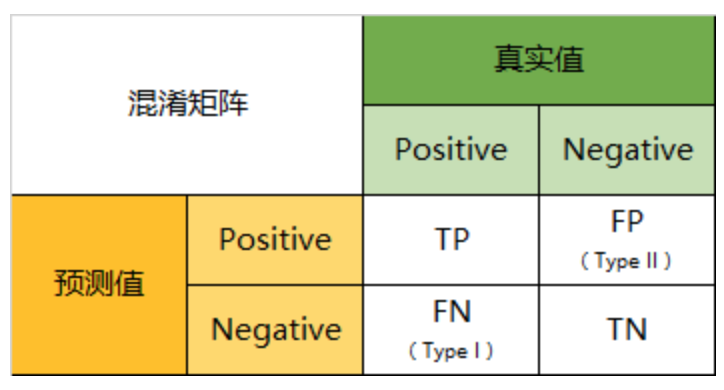 混淆矩阵
真实值
Positive Negative
预测值
Positive TP FP
(Type II)
Negative FN TN
(Type I)